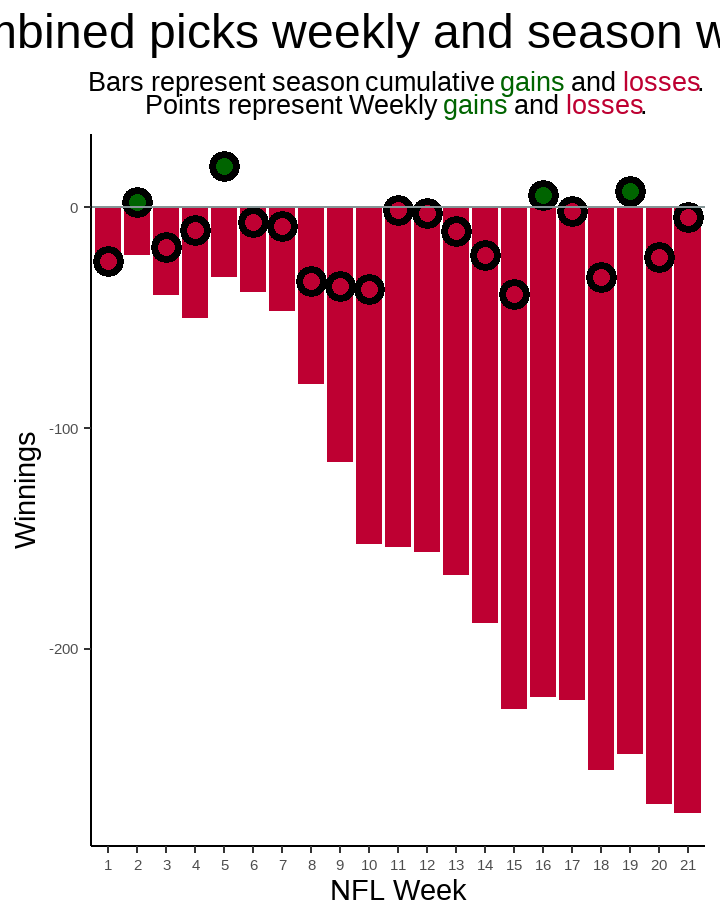 mbined picks weekly and season w
Bars represent season cumulative gains and losses.
Points represent Weekly gains and losses.
0
-100
-200
Winnings
1 2 3 4 5 6 7 8 9 10 11 12 13 14 15 16 17 18 19 20 21
NFL Week